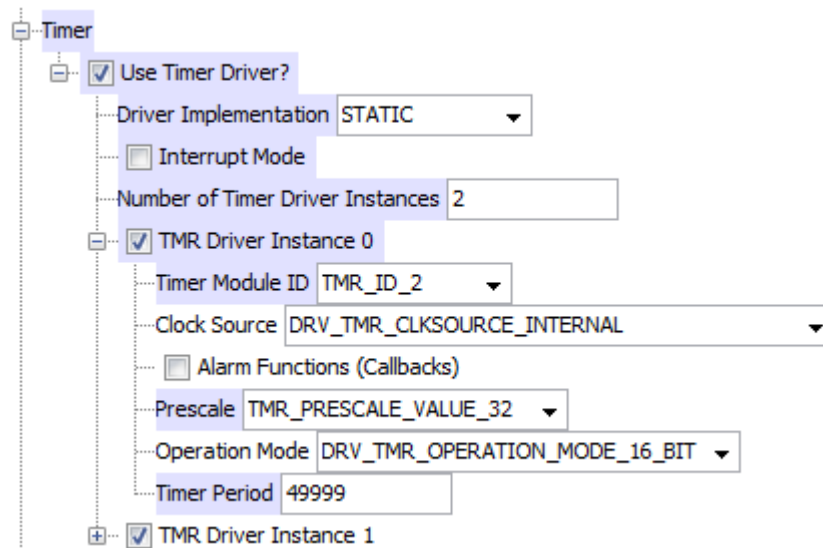 Timer
Use Timer Driver?
Driver Implementation STATIC
Interrupt Mode
Number of Timer Driver Instances 2
TMR Driver Instance 0
Timer Module ID TMR_ID_2
Clock Source DRV_TMR_CLKSOURCE_INTERNAL
Alarm Functions (Callbacks)
Prescale TMR_PRESCALE_VALUE_32
Operation Mode DRV_TMR_OPERATION_MODE_16_BIT
Timer Period 49999
TMR Driver Instance 1